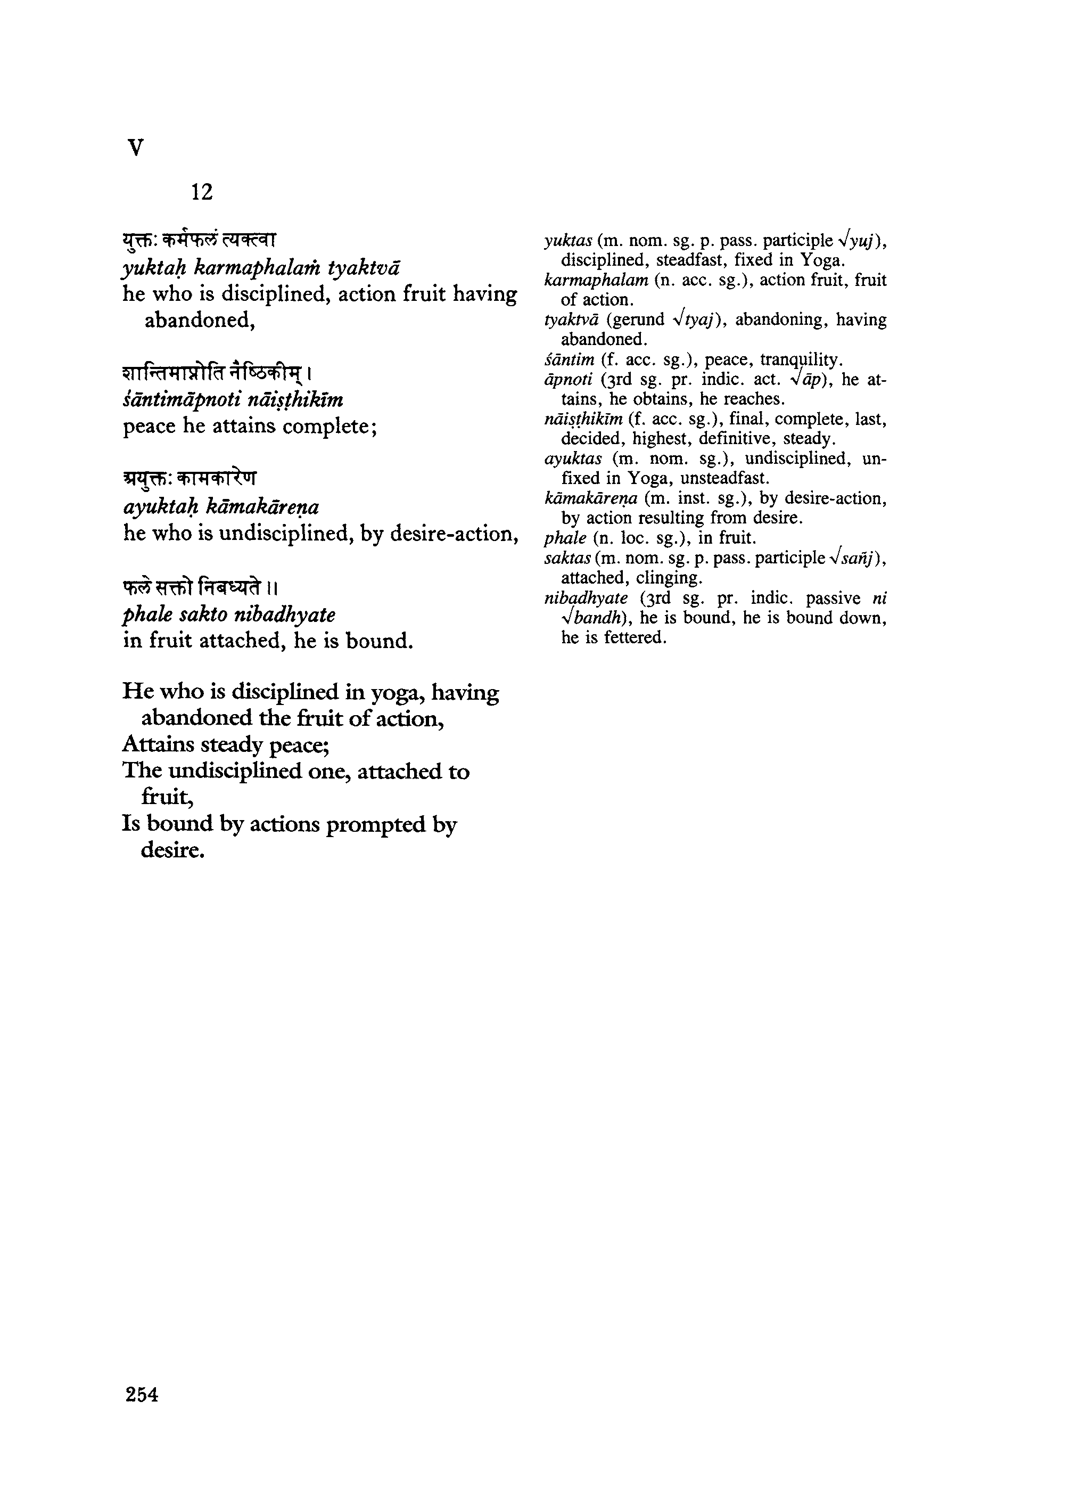 V
12
युक्तः कर्मफलं त्यक्त्वा
yuktaḥ karmaphalaṁ tyaktvā
he who is disciplined, action fruit having
abandoned,
शान्तिमाप्नोति नैष्ठिकीम् ।
śāntimāpnoti nāiṣṭhikīm
peace he attains complete;
अयुक्तः कामकारेण
ayuktaḥ kāmakāreṇa
he who is undisciplined, by desire-action,
फले सक्तो निबध्यते ॥
phale sakto nibadhyate
in fruit attached, he is bound.
He who is disciplined in yoga, having
abandoned the fruit of action,
Attains steady peace;
The undisciplined one, attached to
fruit,
Is bound by actions prompted by
desire.
yuktas (m. nom. sg. p. pass. participle √yuj),
disciplined, steadfast, fixed in Yoga.
karmaphalam (n. acc. sg.), action fruit, fruit
of action.
tyaktvā (gerund √tyaj), abandoning, having
abandoned.
śāntim (f. acc. sg.), peace, tranquility.
āpnoti (3rd sg. pr. indic. act. √āp), he at-
tains, he obtains, he reaches.
nāiṣṭhikīm (f. acc. sg.), final, complete, last,
decided, highest, definitive, steady.
ayuktas (m. nom. sg.), undisciplined, un-
fixed in Yoga, unsteadfast.
kāmakāreṇa (m. inst. sg.), by desire-action,
by action resulting from desire.
phale (n. loc. sg.), in fruit.
saktas (m. nom. sg. p. pass. participle √sañj),
attached, clinging.
nibadhyate (3rd sg. pr. indic. passive ni
√bandh), he is bound, he is bound down,
he is fettered.
254